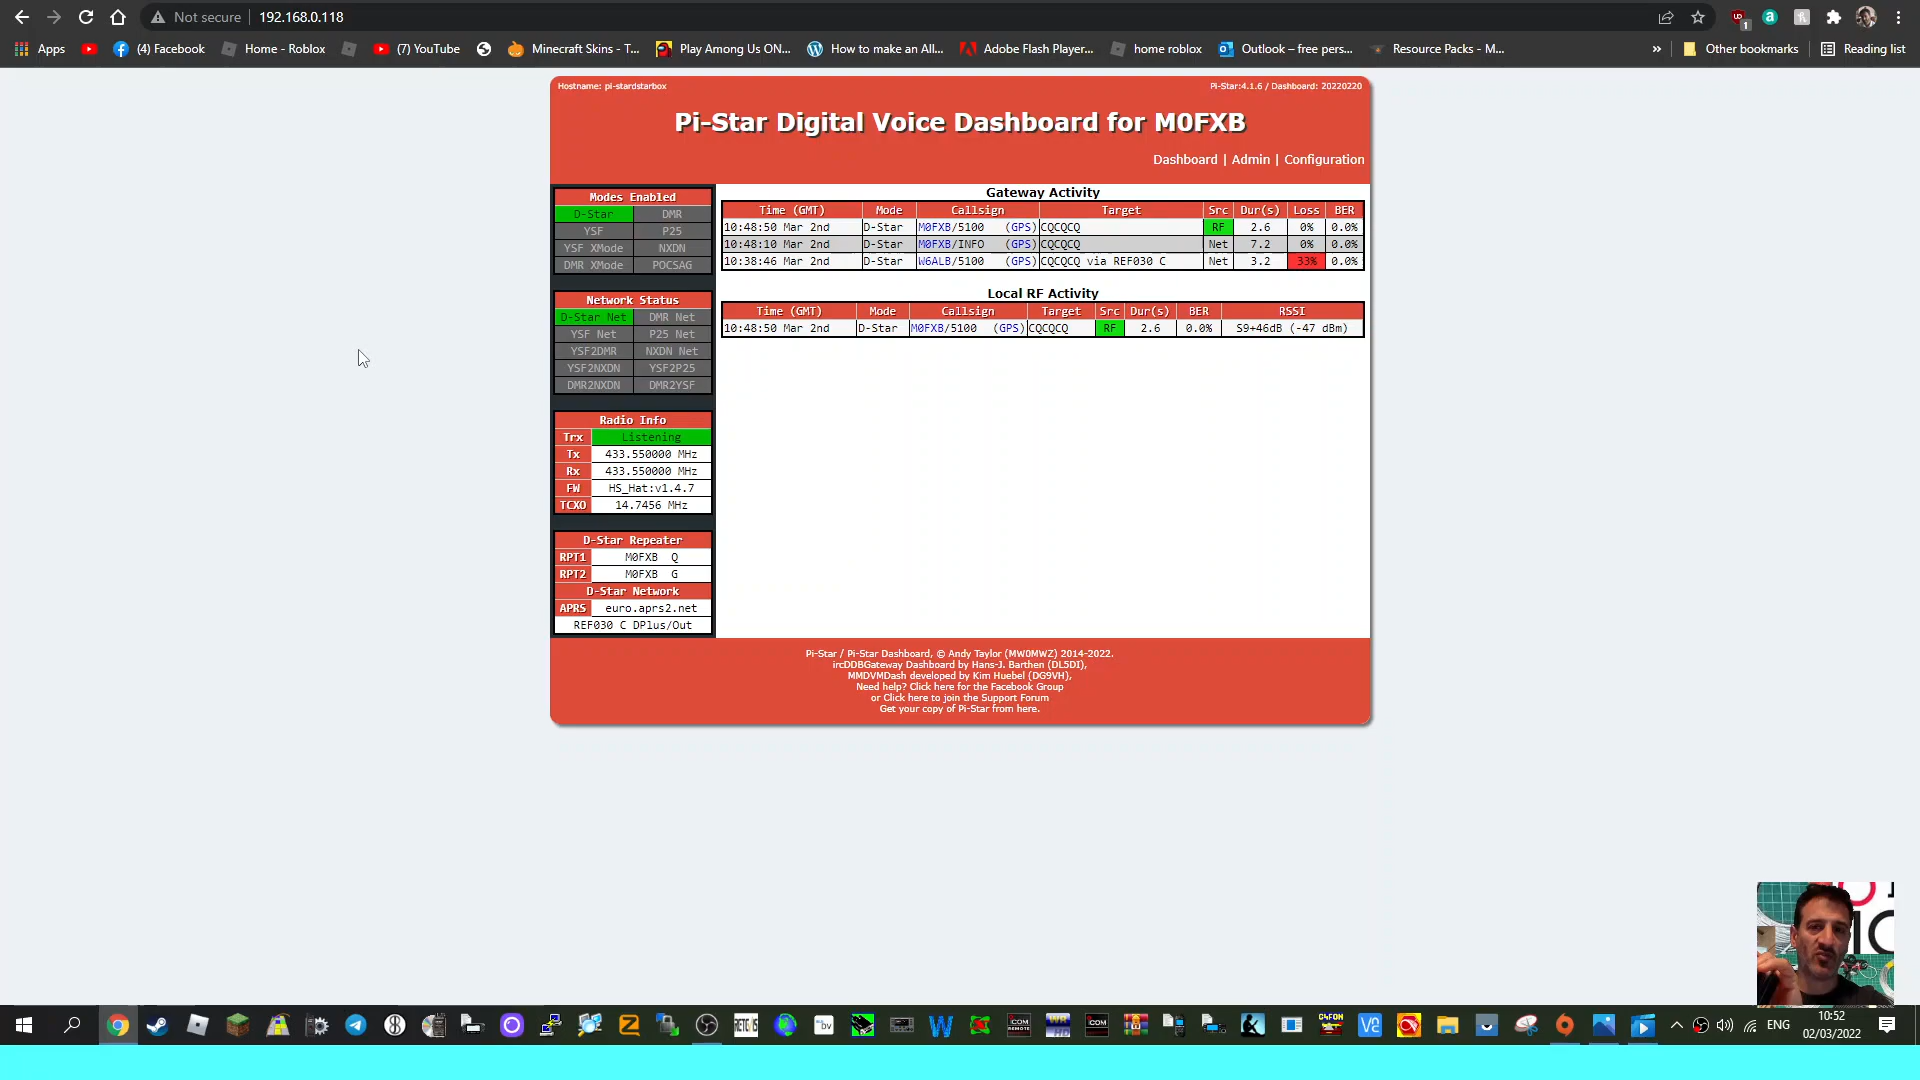 Not secure
192.168.0.118
Apps
(4) Facebook
Home - Roblox
(7) YouTube
Minecraft Skins - T...
Play Among Us ON...
How to make an All...
Adobe Flash Player...
home roblox
Outlook – free pers...
Resource Packs - M...
»
Other bookmarks
Reading list
Hostname: pi-stardstarbox
Pi-Star:4.1.6 / Dashboard: 20220220
Pi-Star Digital Voice Dashboard for M0FXB
Dashboard | Admin | Configuration
Modes Enabled
D-Star DMR
YSF P25
YSF XMode NXDN
DMR XMode POCSAG
Network Status
D-Star Net DMR Net
YSF Net P25 Net
YSF2DMR NXDN Net
YSF2NXDN YSF2P25
DMR2NXDN DMR2YSF
Radio Info
Trx Listening
Tx 433.550000 MHz
Rx 433.550000 MHz
FW HS_Hat:v1.4.7
TCXO 14.7456 MHz
D-Star Repeater
RPT1 M0FXB Q
RPT2 M0FXB G
D-Star Network
APRS euro.aprs2.net
REF030 C DPlus/Out
Gateway Activity
Time (GMT) Mode Callsign Target Src Dur(s) Loss BER
10:48:50 Mar 2nd D-Star M0FXB/5100 (GPS) CQCQCQ RF 2.6 0% 0.0%
10:48:10 Mar 2nd D-Star M0FXB/INFO (GPS) CQCQCQ Net 7.2 0% 0.0%
10:38:46 Mar 2nd D-Star W6ALB/5100 (GPS) CQCQCQ via REF030 C Net 3.2 33% 0.0%
Local RF Activity
Time (GMT) Mode Callsign Target Src Dur(s) BER RSSI
10:48:50 Mar 2nd D-Star M0FXB/5100 (GPS) CQCQCQ RF 2.6 0.0% S9+46dB (-47 dBm)
Pi-Star / Pi-Star Dashboard, © Andy Taylor (MW0MWZ) 2014-2022.
ircDDBGateway Dashboard by Hans-J. Barthen (DL5DI),
MMDVMDash developed by Kim Huebel (DG9VH),
Need help? Click here for the Facebook Group
or Click here to join the Support Forum
Get your copy of Pi-Star from here.
ENG
10:52
02/03/2022